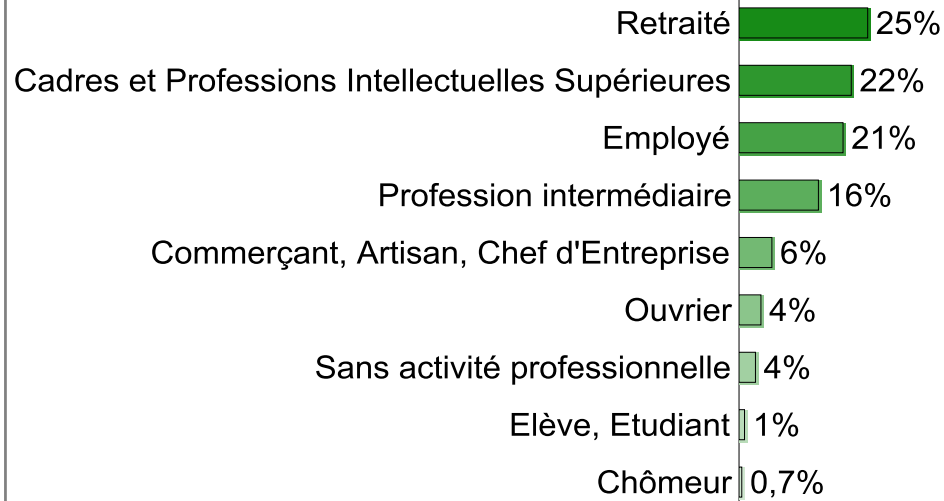 Retraité 25%
Cadres et Professions Intellectuelles Supérieures 22%
Employé 21%
Profession intermédiaire 16%
Commerçant, Artisan, Chef d'Entreprise 6%
Ouvrier 4%
Sans activité professionnelle 4%
Elève, Etudiant 1%
Chômeur 0,7%